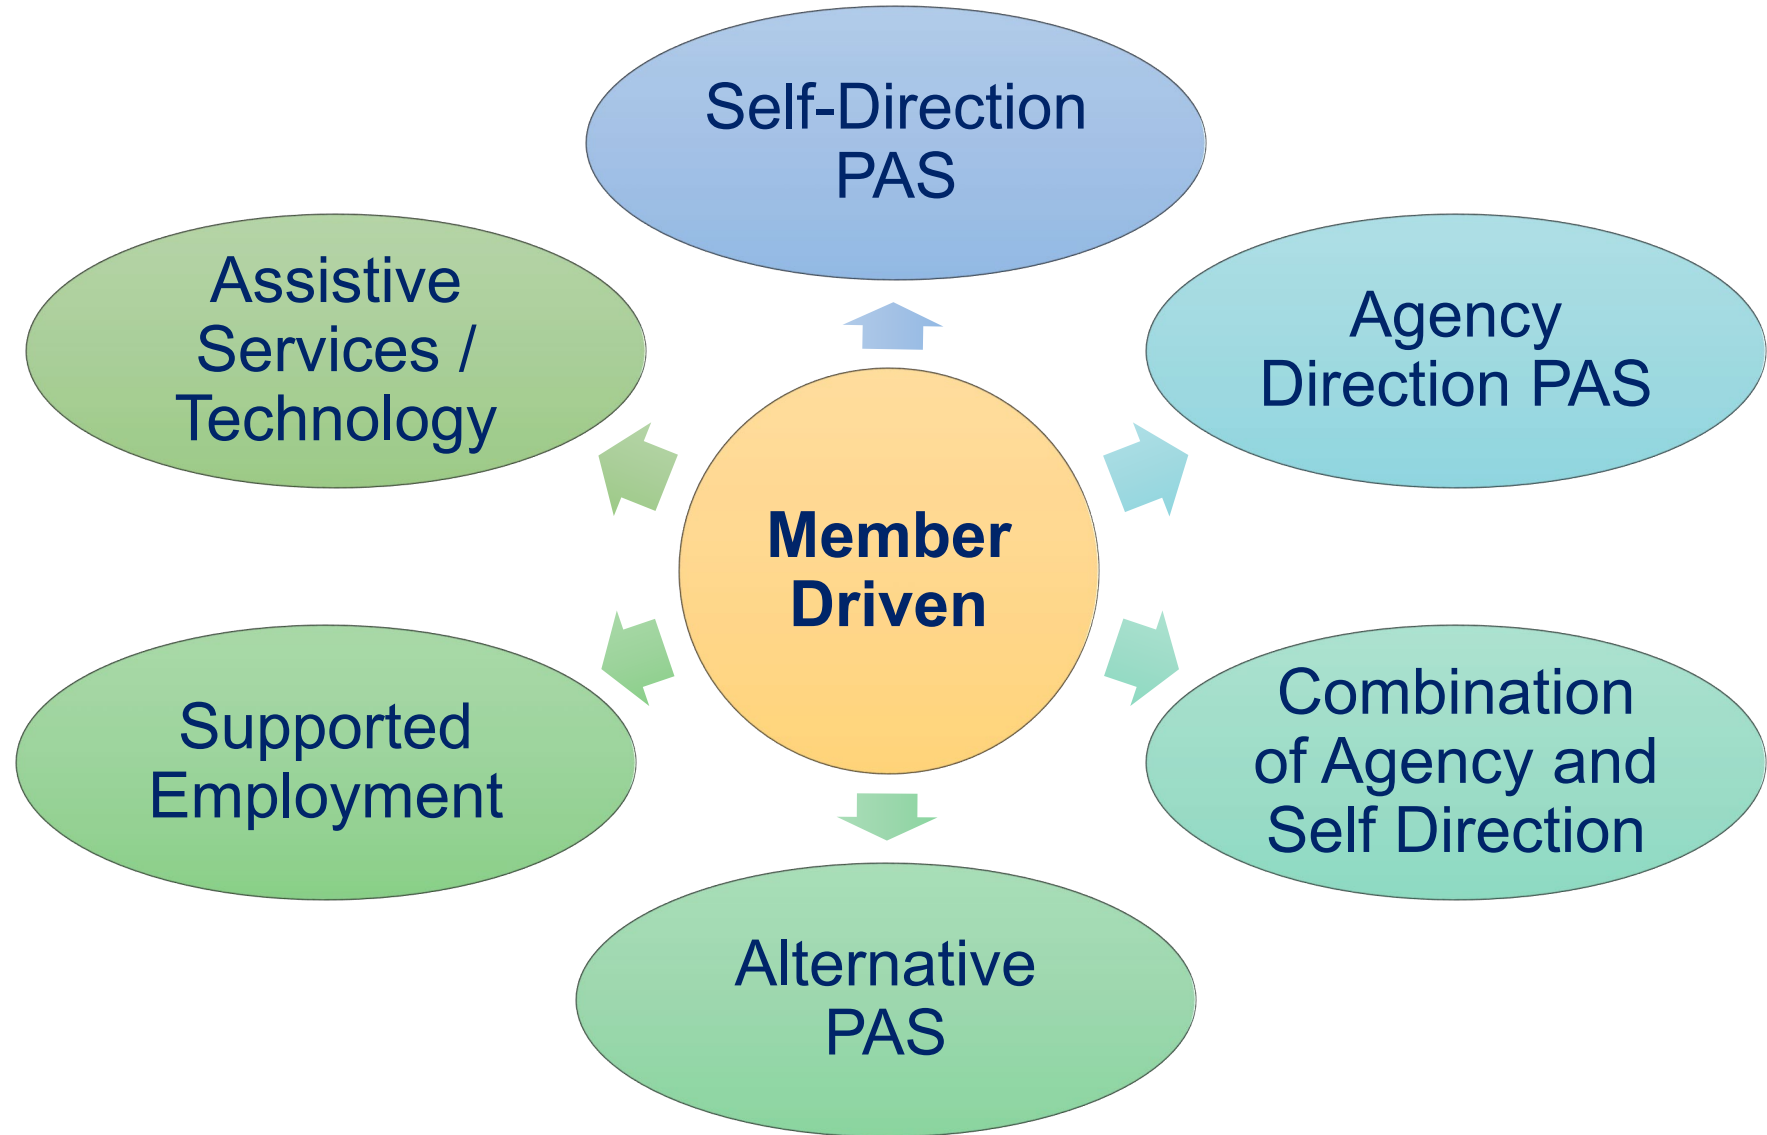 Self-Direction
PAS
Assistive
Services /
Technology
Agency
Direction PAS
Member
Driven
Supported
Employment
Combination
of Agency and
Self Direction
Alternative
PAS